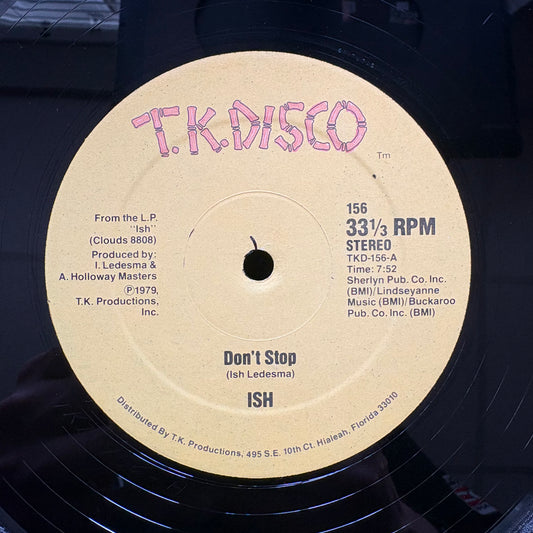 T.K.DISCO
Tm
From the L.P.
"Ish"
(Clouds 8808)
Produced by:
I. Ledesma &
A. Holloway Masters
℗1979,
T.K. Productions,
Inc.
156
33⅓ RPM
STEREO
TKD-156-A
Time: 7:52
Sherlyn Pub. Co. Inc.
(BMI)/Lindseyanne
Music (BMI)/Buckaroo
Pub. Co. Inc. (BMI)
Don't Stop
(Ish Ledesma)
ISH
Distributed By T.K. Productions, 495 S.E. 10th Ct. Hialeah, Florida 33010